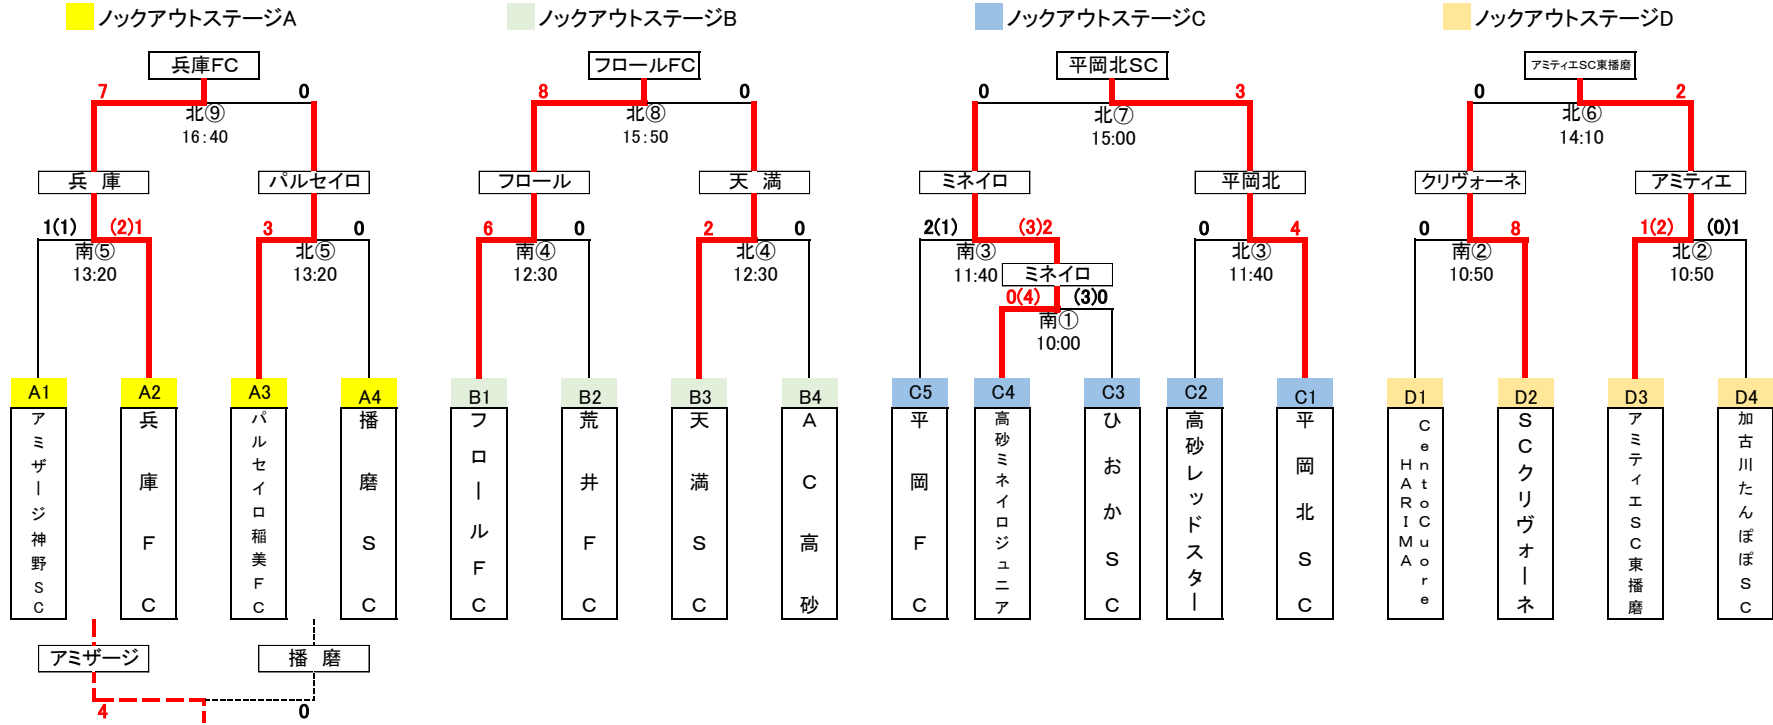 ノックアウトステージA
ノックアウトステージB
ノックアウトステージC
ノックアウトステージD
兵庫FC
フロールFC
平岡北SC
アミティエSC東播磨
7
0
8
0
0
3
0
2
北⑨
16:40
北⑧
15:50
北⑦
15:00
北⑥
14:10
兵 庫
パルセイロ
フロール
天 満
ミネイロ
平岡北
クリヴォーネ
アミティエ
1(1)
(2)1
3
0
6
0
2
0
2(1)
(3)2
0
4
0
8
1(2)
(0)1
南⑤
13:20
北⑤
13:20
南④
12:30
北④
12:30
南③
11:40
北③
11:40
南②
10:50
北②
10:50
ミネイロ
0(4)
(3)0
南①
10:00
A1
A2
A3
A4
B1
B2
B3
B4
C5
C4
C3
C2
C1
D1
D2
D3
D4
アミザージ神野SC
兵庫FC
パルセイロ稲美FC
播磨SC
フロールFC
荒井FC
天満SC
AC高砂
平岡FC
高砂ミネイロジュニア
ひおかSC
高砂レッドスター
平岡北SC
CentoCuore
HARIMA
SCクリヴォーネ
アミティエSC東播磨
加古川たんぽぽSC
アミザージ
播 磨
4
0